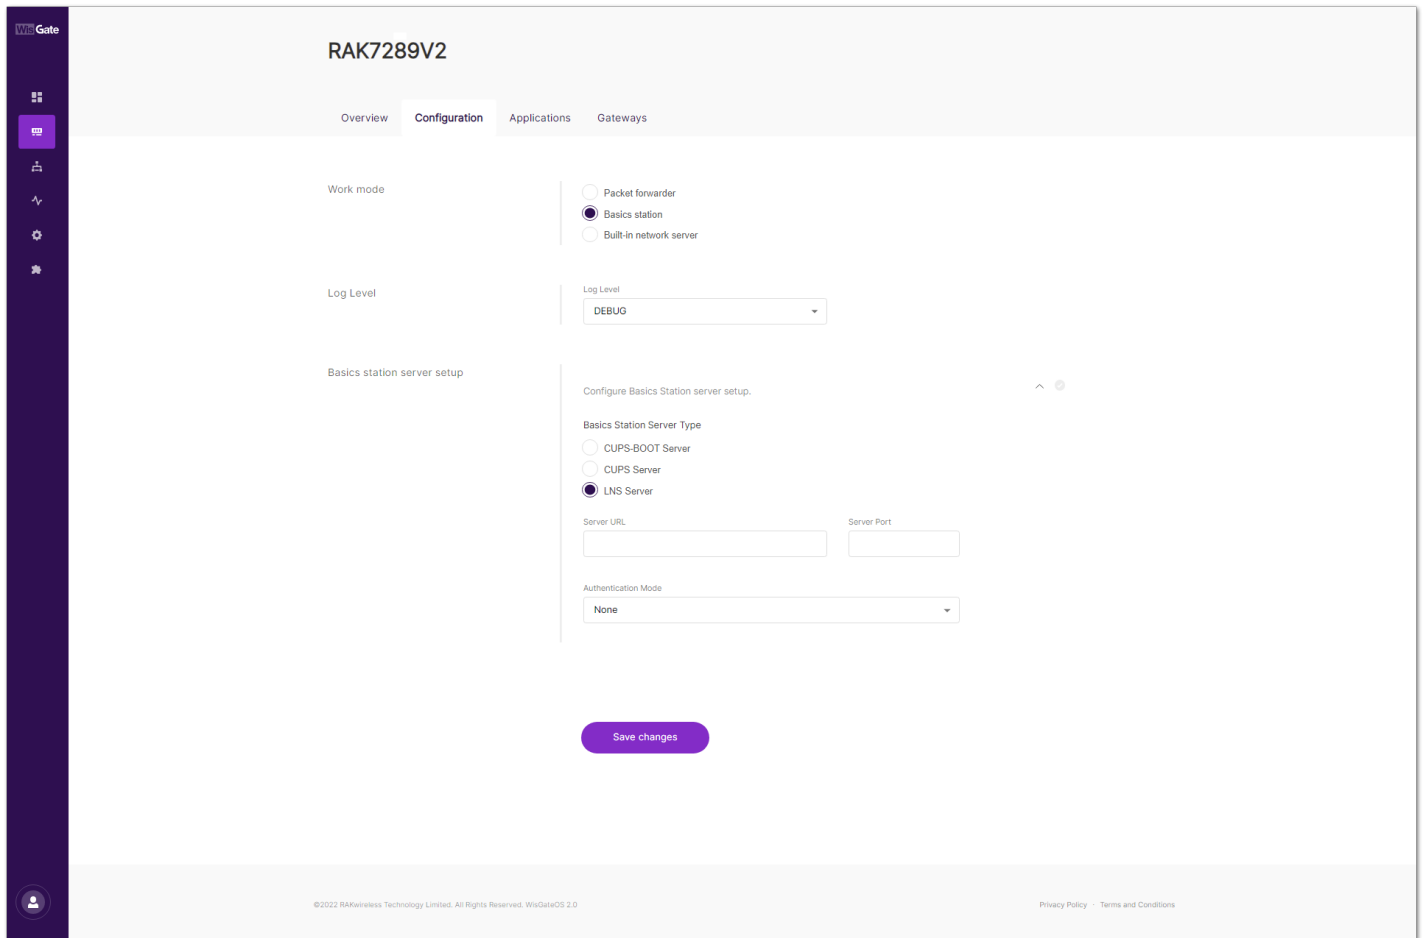 WisGate
RAK7289V2
Overview Configuration Applications Gateways
Work mode
Packet forwarder
Basics station
Built-in network server
Log Level
Log Level
DEBUG
Basics station server setup
Configure Basics Station server setup.
Basics Station Server Type
CUPS-BOOT Server
CUPS Server
LNS Server
Server URL Server Port
Authentication Mode
None
Save changes
©2022 RAKwireless Technology Limited. All Rights Reserved. WisGateOS 2.0 Privacy Policy · Terms and Conditions